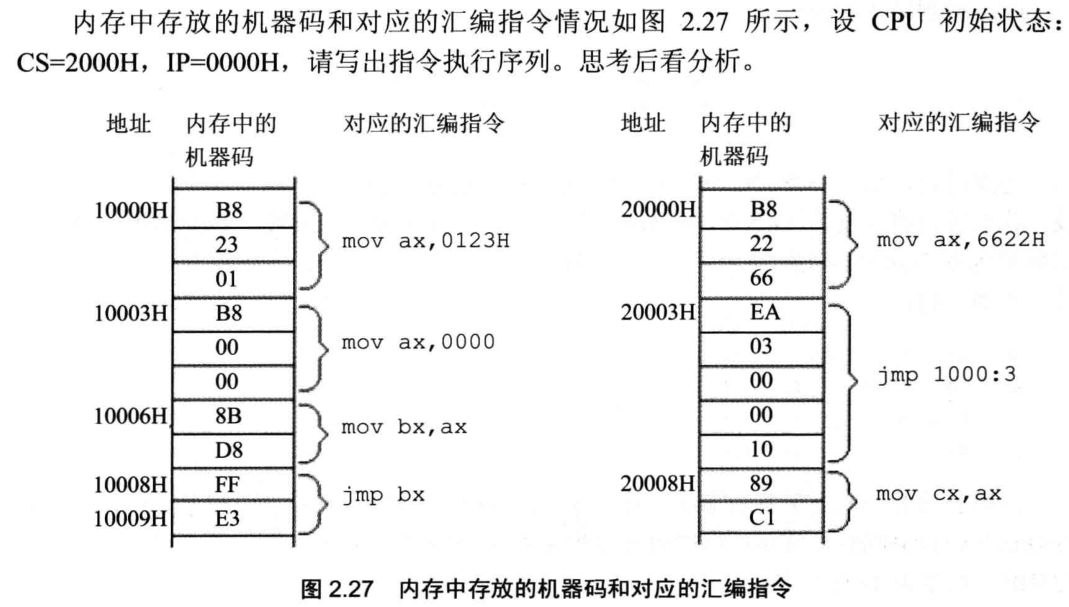 内存中存放的机器码和对应的汇编指令情况如图 2.27 所示，设 CPU 初始状态：
CS=2000H，IP=0000H，请写出指令执行序列。思考后看分析。
地址 内存中的 对应的汇编指令 地址 内存中的 对应的汇编指令
机器码 机器码
10000H B8 20000H B8
23 mov ax,0123H 22 mov ax,6622H
01 66
10003H B8 20003H EA
00 mov ax,0000 03
00 00 jmp 1000:3
10006H 8B 00
D8 mov bx,ax 10
10008H FF 20008H 89
10009H E3 jmp bx C1 mov cx,ax
图 2.27 内存中存放的机器码和对应的汇编指令